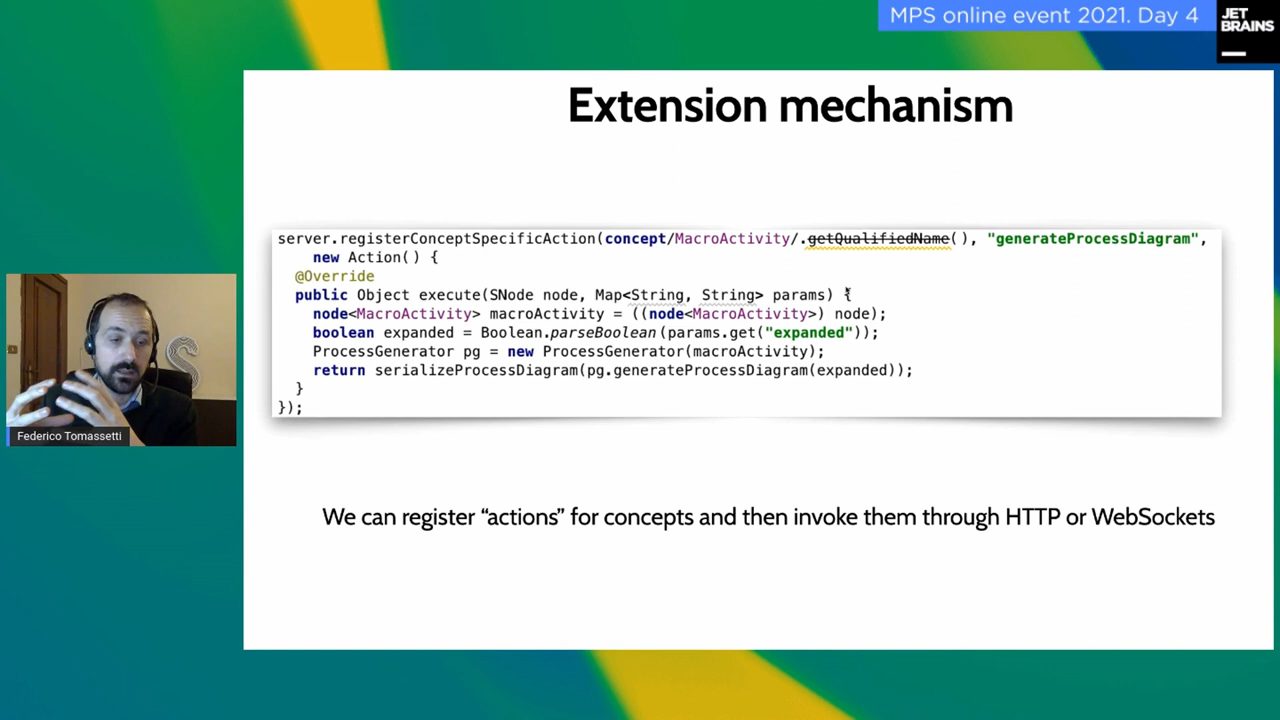 MPS online event 2021. Day 4
JET
BRAINS
Extension mechanism
server.registerConceptSpecificAction(concept/MacroActivity/.getQualifiedName(), "generateProcessDiagram",
new Action() {
@Override
public Object execute(SNode node, Map<String, String> params) {
node<MacroActivity> macroActivity = ((node<MacroActivity>) node);
boolean expanded = Boolean.parseBoolean(params.get("expanded"));
ProcessGenerator pg = new ProcessGenerator(macroActivity);
return serializeProcessDiagram(pg.generateProcessDiagram(expanded));
}
});
Federico Tomassetti
We can register “actions” for concepts and then invoke them through HTTP or WebSockets